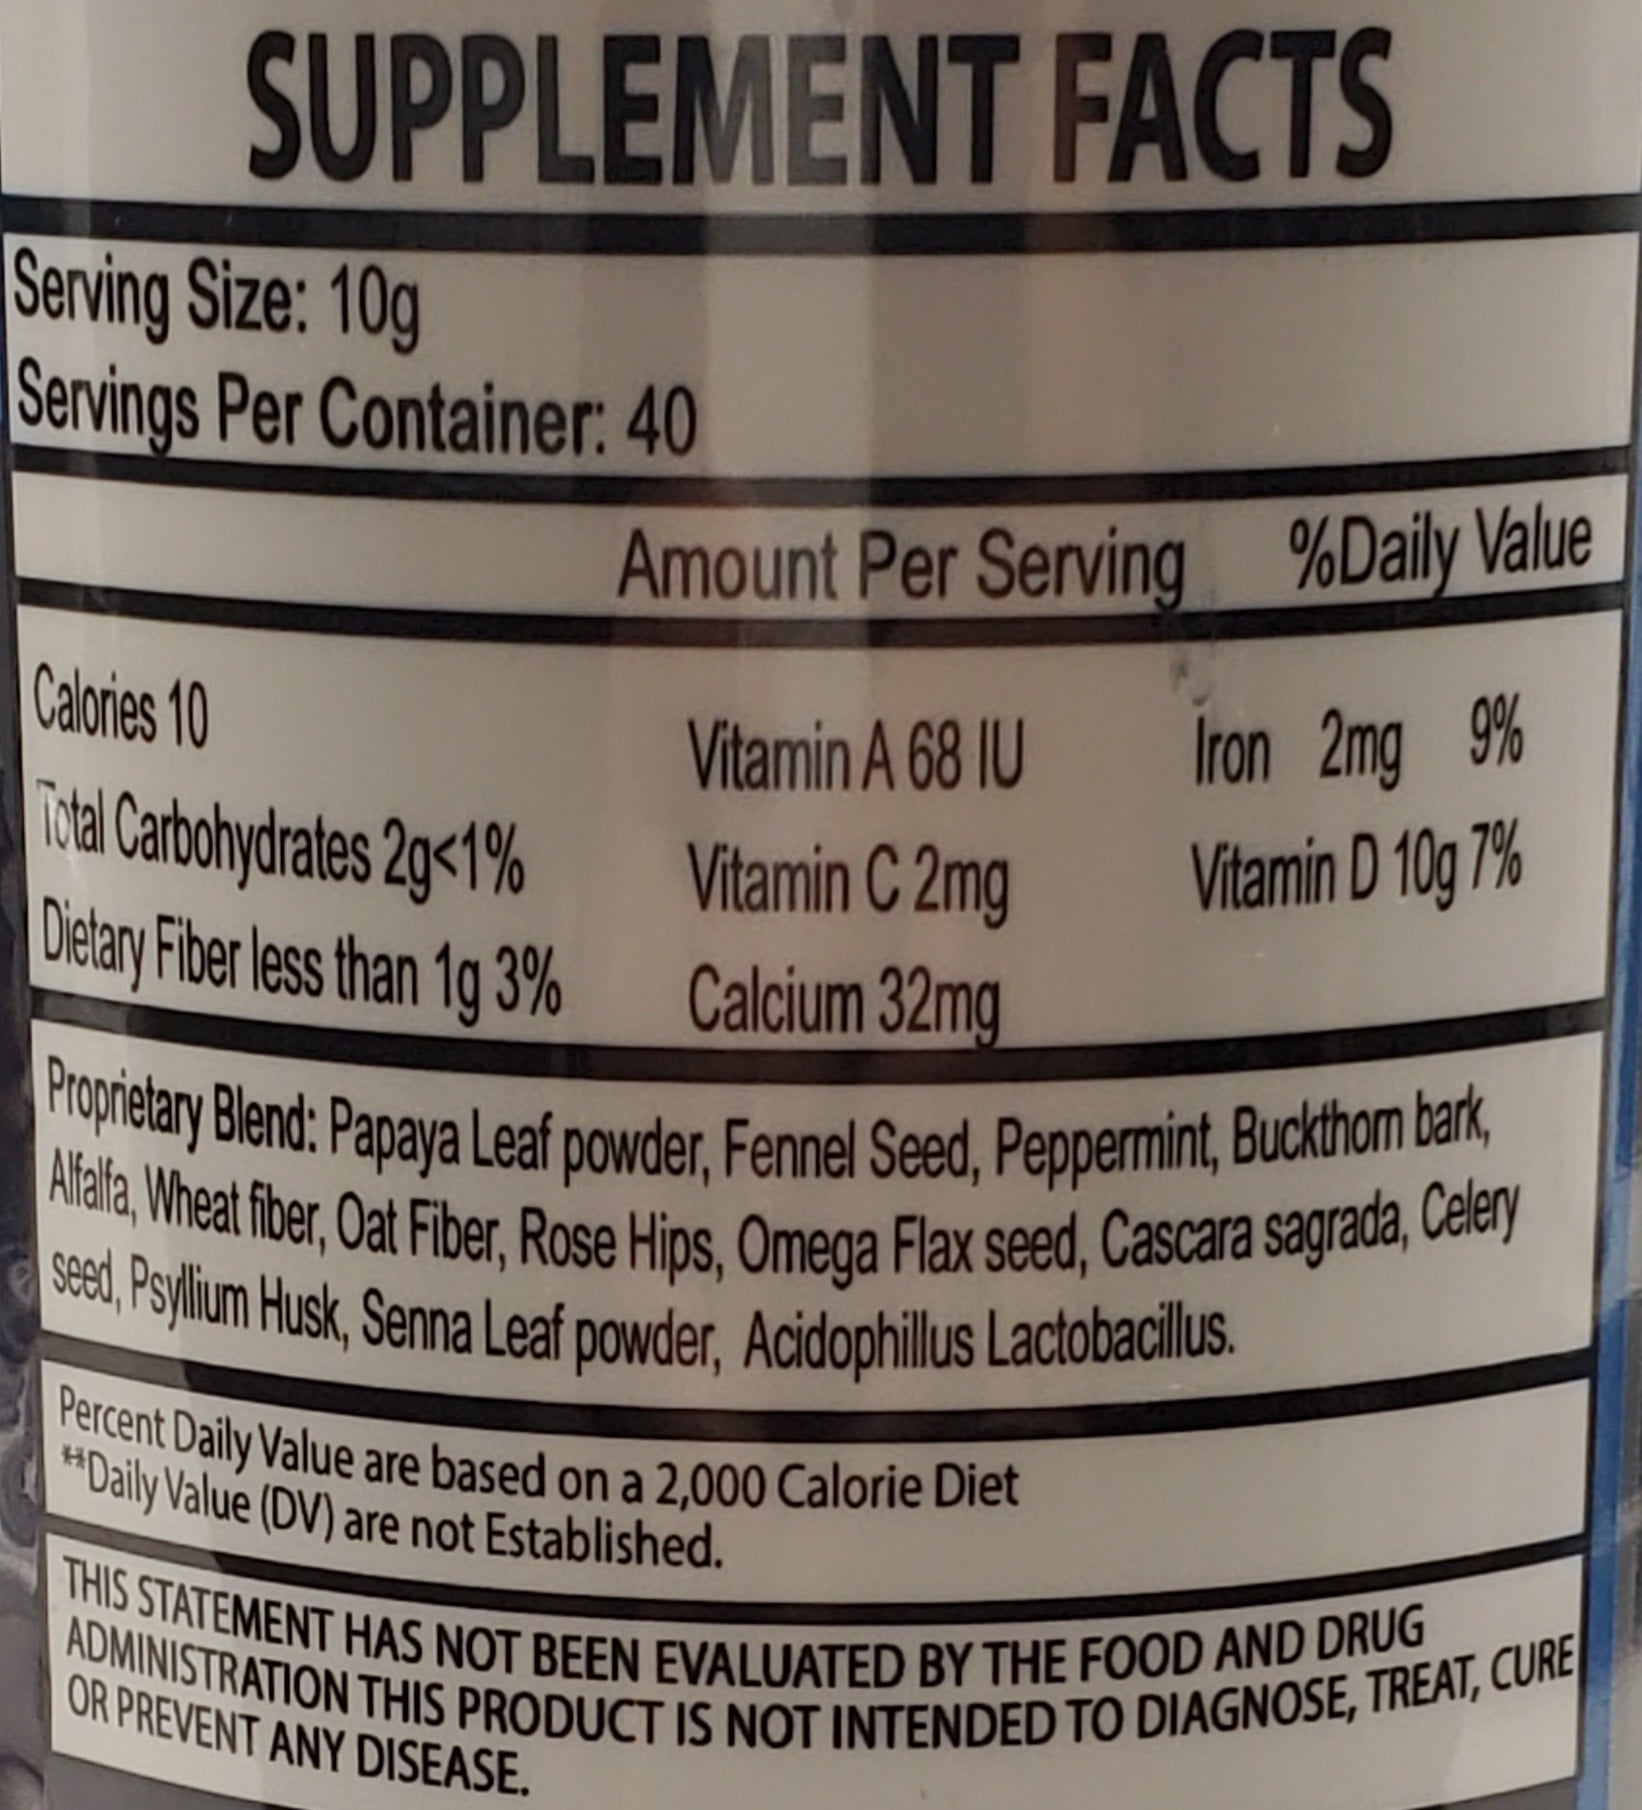 SUPPLEMENT FACTS
Serving Size: 10g
Servings Per Container: 40
Amount Per Serving %Daily Value
Calories 10 Vitamin A 68 IU Iron 2mg 9%
Total Carbohydrates 2g<1% Vitamin C 2mg Vitamin D 10g 7%
Dietary Fiber less than 1g 3% Calcium 32mg
Proprietary Blend: Papaya Leaf powder, Fennel Seed, Peppermint, Buckthorn bark,
Alfalfa, Wheat fiber, Oat Fiber, Rose Hips, Omega Flax seed, Cascara sagrada, Celery
seed, Psyllium Husk, Senna Leaf powder, Acidophillus Lactobacillus.
Percent Daily Value are based on a 2,000 Calorie Diet
**Daily Value (DV) are not Established.
THIS STATEMENT HAS NOT BEEN EVALUATED BY THE FOOD AND DRUG
ADMINISTRATION THIS PRODUCT IS NOT INTENDED TO DIAGNOSE, TREAT, CURE
OR PREVENT ANY DISEASE.